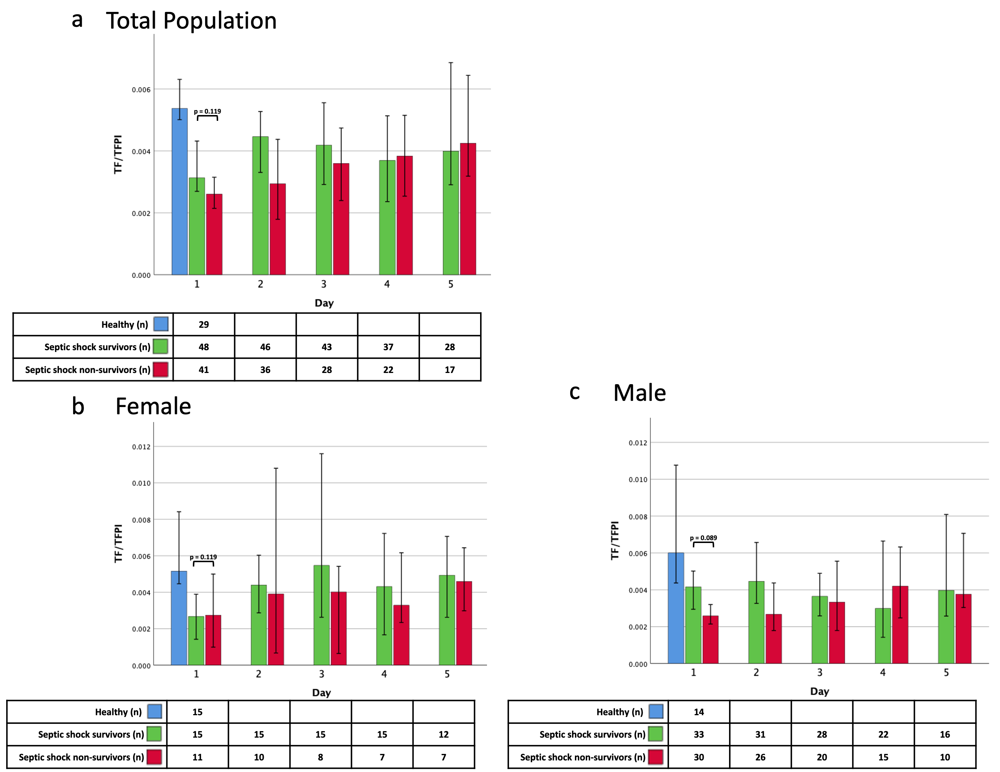 a Total Population
0.006
0.004
0.002
0.000
TF/TFPI
p = 0.119
1 2 3 4 5
Day
Healthy (n) 29
Septic shock survivors (n) 48 46 43 37 28
Septic shock non-survivors (n) 41 36 28 22 17
b Female
0.012
0.010
0.008
0.006
0.004
0.002
0.000
TF/TFPI
p = 0.119
1 2 3 4 5
Day
Healthy (n) 15
Septic shock survivors (n) 15 15 15 15 12
Septic shock non-survivors (n) 11 10 8 7 7
c Male
0.012
0.010
0.008
0.006
0.004
0.002
0.000
TF/TFPI
p = 0.089
1 2 3 4 5
Day
Healthy (n) 14
Septic shock survivors (n) 33 31 28 22 16
Septic shock non-survivors (n) 30 26 20 15 10